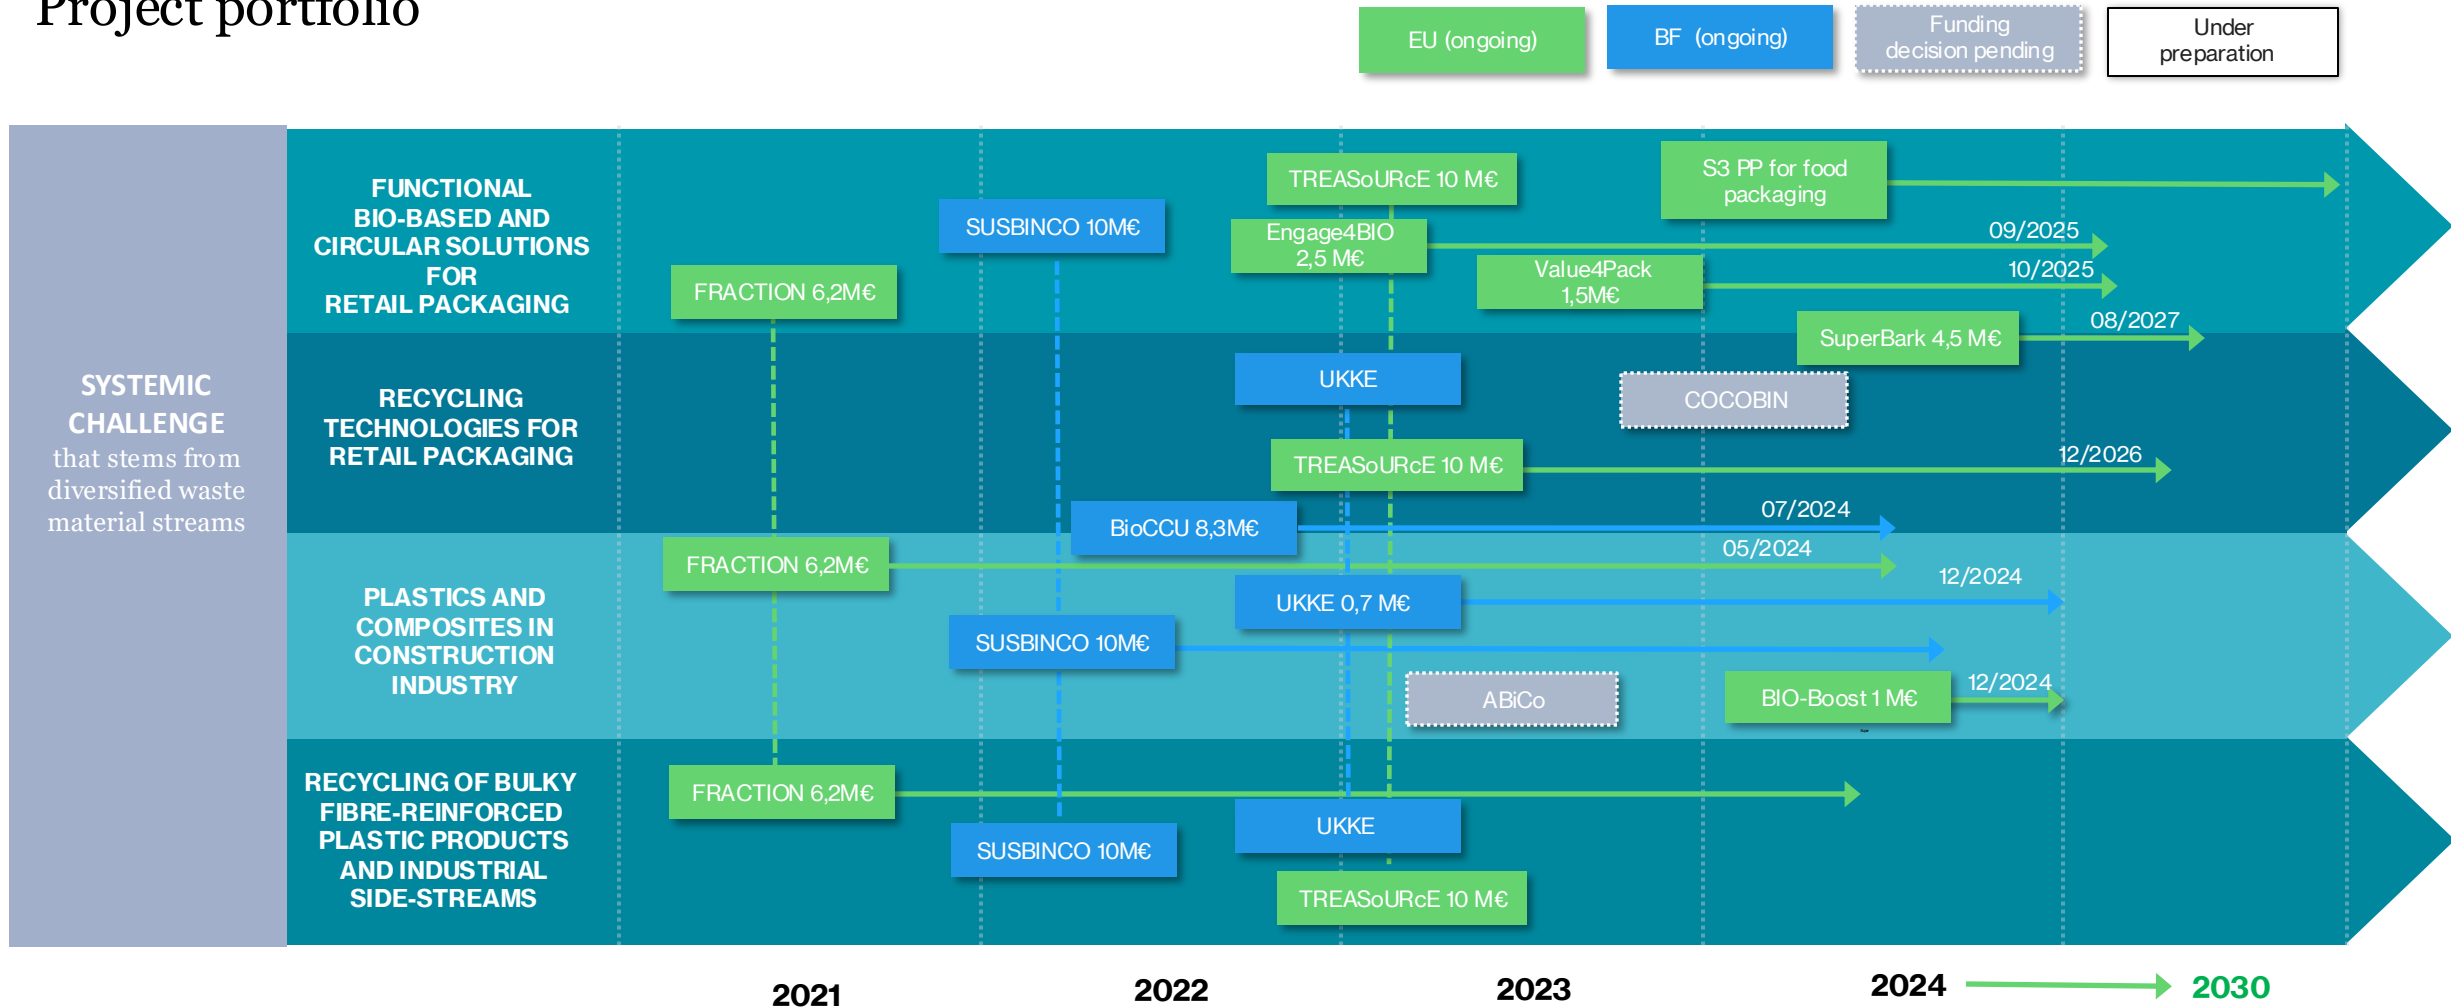 Project portfolio
EU (ongoing)
BF (ongoing)
Funding
decision pending
Under
preparation
SYSTEMIC
CHALLENGE
that stems from
diversified waste
material streams
FUNCTIONAL
BIO-BASED AND
CIRCULAR SOLUTIONS
FOR
RETAIL PACKAGING
FRACTION 6,2M€
SUSBINCO 10M€
TREASoURcE 10 M€
Engage4BIO
2,5 M€
09/2025
Value4Pack
1,5M€
10/2025
S3 PP for food
packaging
SuperBark 4,5 M€
08/2027
RECYCLING
TECHNOLOGIES FOR
RETAIL PACKAGING
UKKE
COCOBIN
TREASoURcE 10 M€
12/2026
BioCCU 8,3M€
07/2024
PLASTICS AND
COMPOSITES IN
CONSTRUCTION
INDUSTRY
FRACTION 6,2M€
05/2024
UKKE 0,7 M€
12/2024
SUSBINCO 10M€
ABiCo
BIO-Boost 1 M€
12/2024
RECYCLING OF BULKY
FIBRE-REINFORCED
PLASTIC PRODUCTS
AND INDUSTRIAL
SIDE-STREAMS
FRACTION 6,2M€
SUSBINCO 10M€
UKKE
TREASoURcE 10 M€
2021
2022
2023
2024
2030